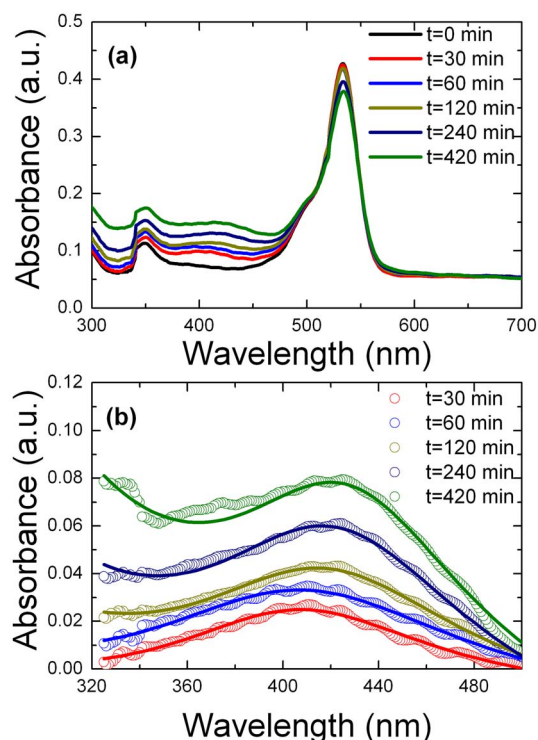 (a)
t=0 min
t=30 min
t=60 min
t=120 min
t=240 min
t=420 min
Absorbance (a.u.)
0.5
0.4
0.3
0.2
0.1
0.0
300 400 500 600 700
Wavelength (nm)
(b)
t=30 min
t=60 min
t=120 min
t=240 min
t=420 min
Absorbance (a.u.)
0.12
0.10
0.08
0.06
0.04
0.02
0.00
320 360 400 440 480
Wavelength (nm)